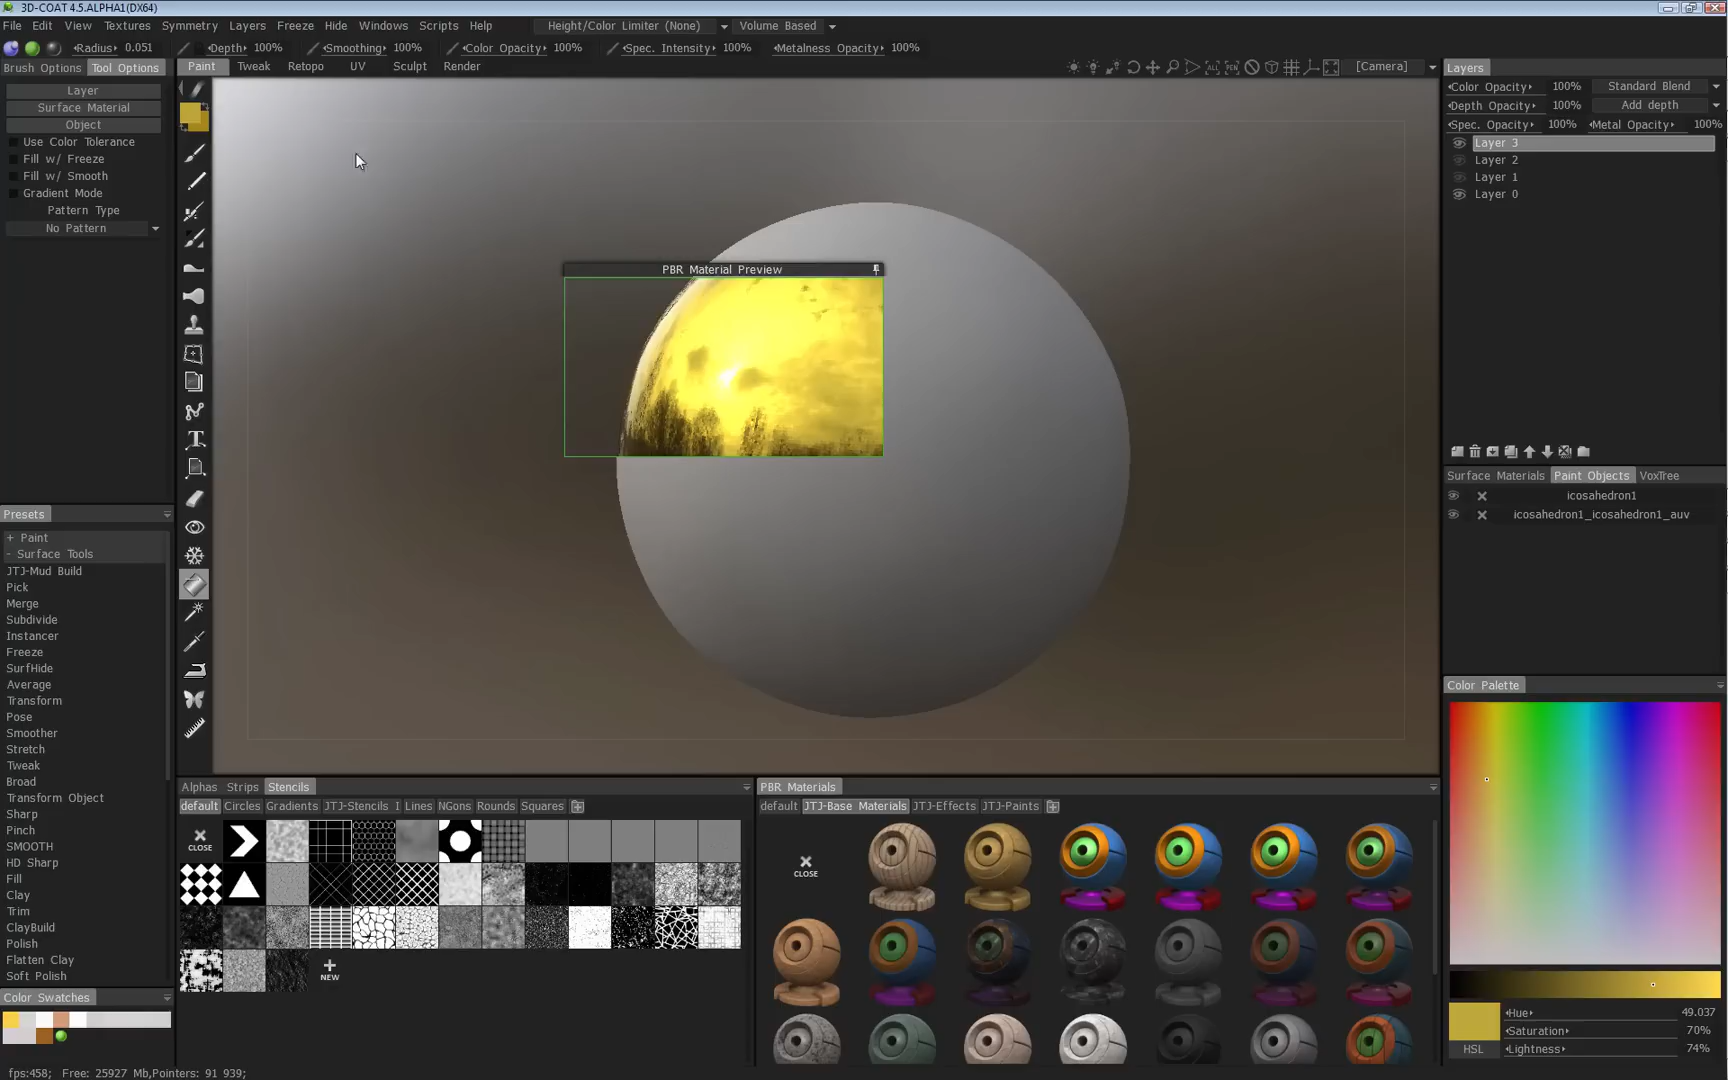 3D-COAT 4.5.ALPHA1(DX64)
File Edit View Textures Symmetry Layers Freeze Hide Windows Scripts Help Height/Color Limiter (None) Volume Based
Radius 0.051 Depth 100% Smoothing 100% Color Opacity 100% Spec. Intensity 100% Metalness Opacity 100%
Brush Options Tool Options Paint Tweak Retopo UV Sculpt Render [Camera] Layers
Layer
Surface Material
Object
Use Color Tolerance
Fill w/ Freeze
Fill w/ Smooth
Gradient Mode
Pattern Type
No Pattern
Color Opacity 100% Standard Blend
Depth Opacity 100% Add depth
Spec. Opacity 100% Metal Opacity 100%
Layer 3
Layer 2
Layer 1
Layer 0
PBR Material Preview
Surface Materials Paint Objects VoxTree
icosahedron1
icosahedron1_icosahedron1_auv
Presets
+ Paint
- Surface Tools
JTJ-Mud Build
Pick
Merge
Subdivide
Instancer
Freeze
SurfHide
Average
Transform
Pose
Smoother
Stretch
Tweak
Broad
Transform Object
Sharp
Pinch
SMOOTH
HD Sharp
Fill
Clay
Trim
ClayBuild
Polish
Flatten Clay
Soft Polish
Color Swatches
Alphas Strips Stencils
default Circles Gradients JTJ-Stencils I Lines NGons Rounds Squares
CLOSE
NEW
PBR Materials
default JTJ-Base Materials JTJ-Effects JTJ-Paints
CLOSE
Color Palette
Hue 49.037
Saturation 70%
HSL Lightness 74%
fps:458; Free: 25927 Mb,Pointers: 91 939;